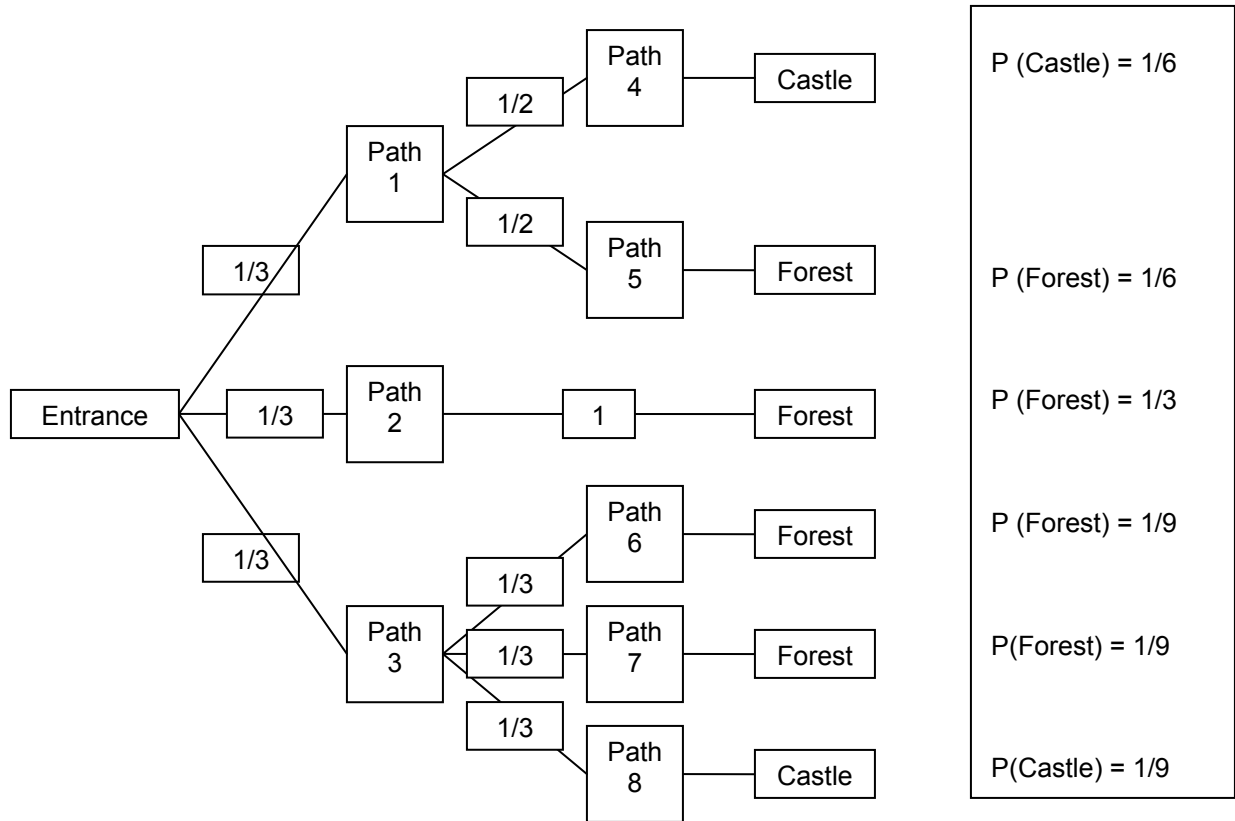 Path
4
Castle
P (Castle) = 1/6
1/2
Path
1
1/2
Path
5
Forest
P (Forest) = 1/6
1/3
Entrance
1/3
Path
2
1
Forest
P (Forest) = 1/3
Path
6
Forest
P (Forest) = 1/9
1/3
1/3
Path
3
1/3
Path
7
Forest
P(Forest) = 1/9
1/3
Path
8
Castle
P(Castle) = 1/9